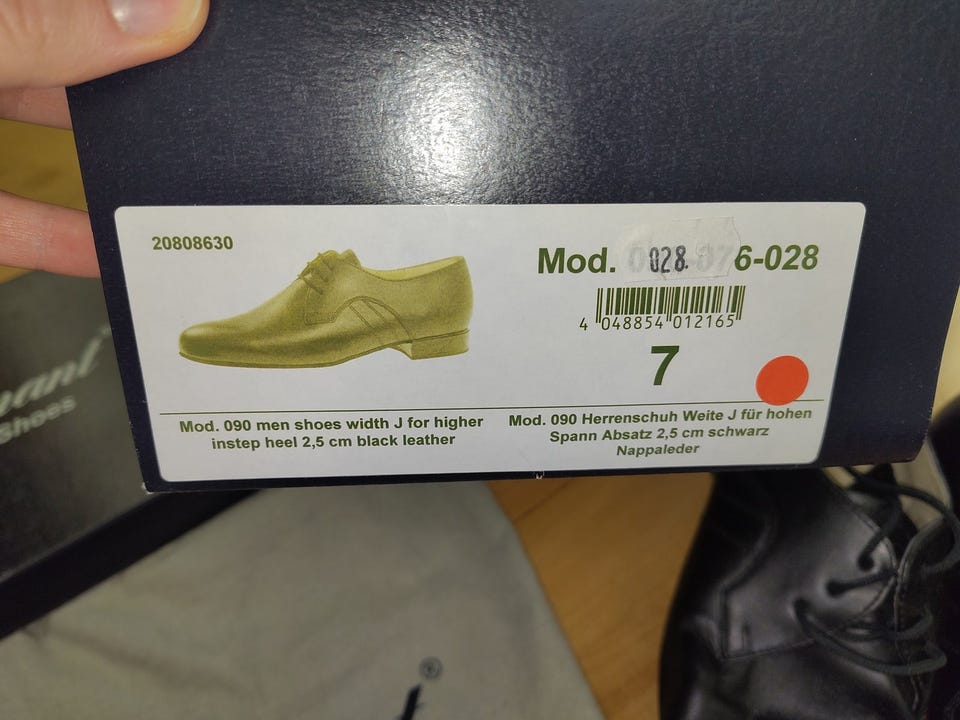 20808630
Mod. 028. 6-028
4 048854 012165
7
Mod. 090 men shoes width J for higher
instep heel 2,5 cm black leather
Mod. 090 Herrenschuh Weite J für hohen
Spann Absatz 2,5 cm schwarz
Nappaleder
Shoes
®